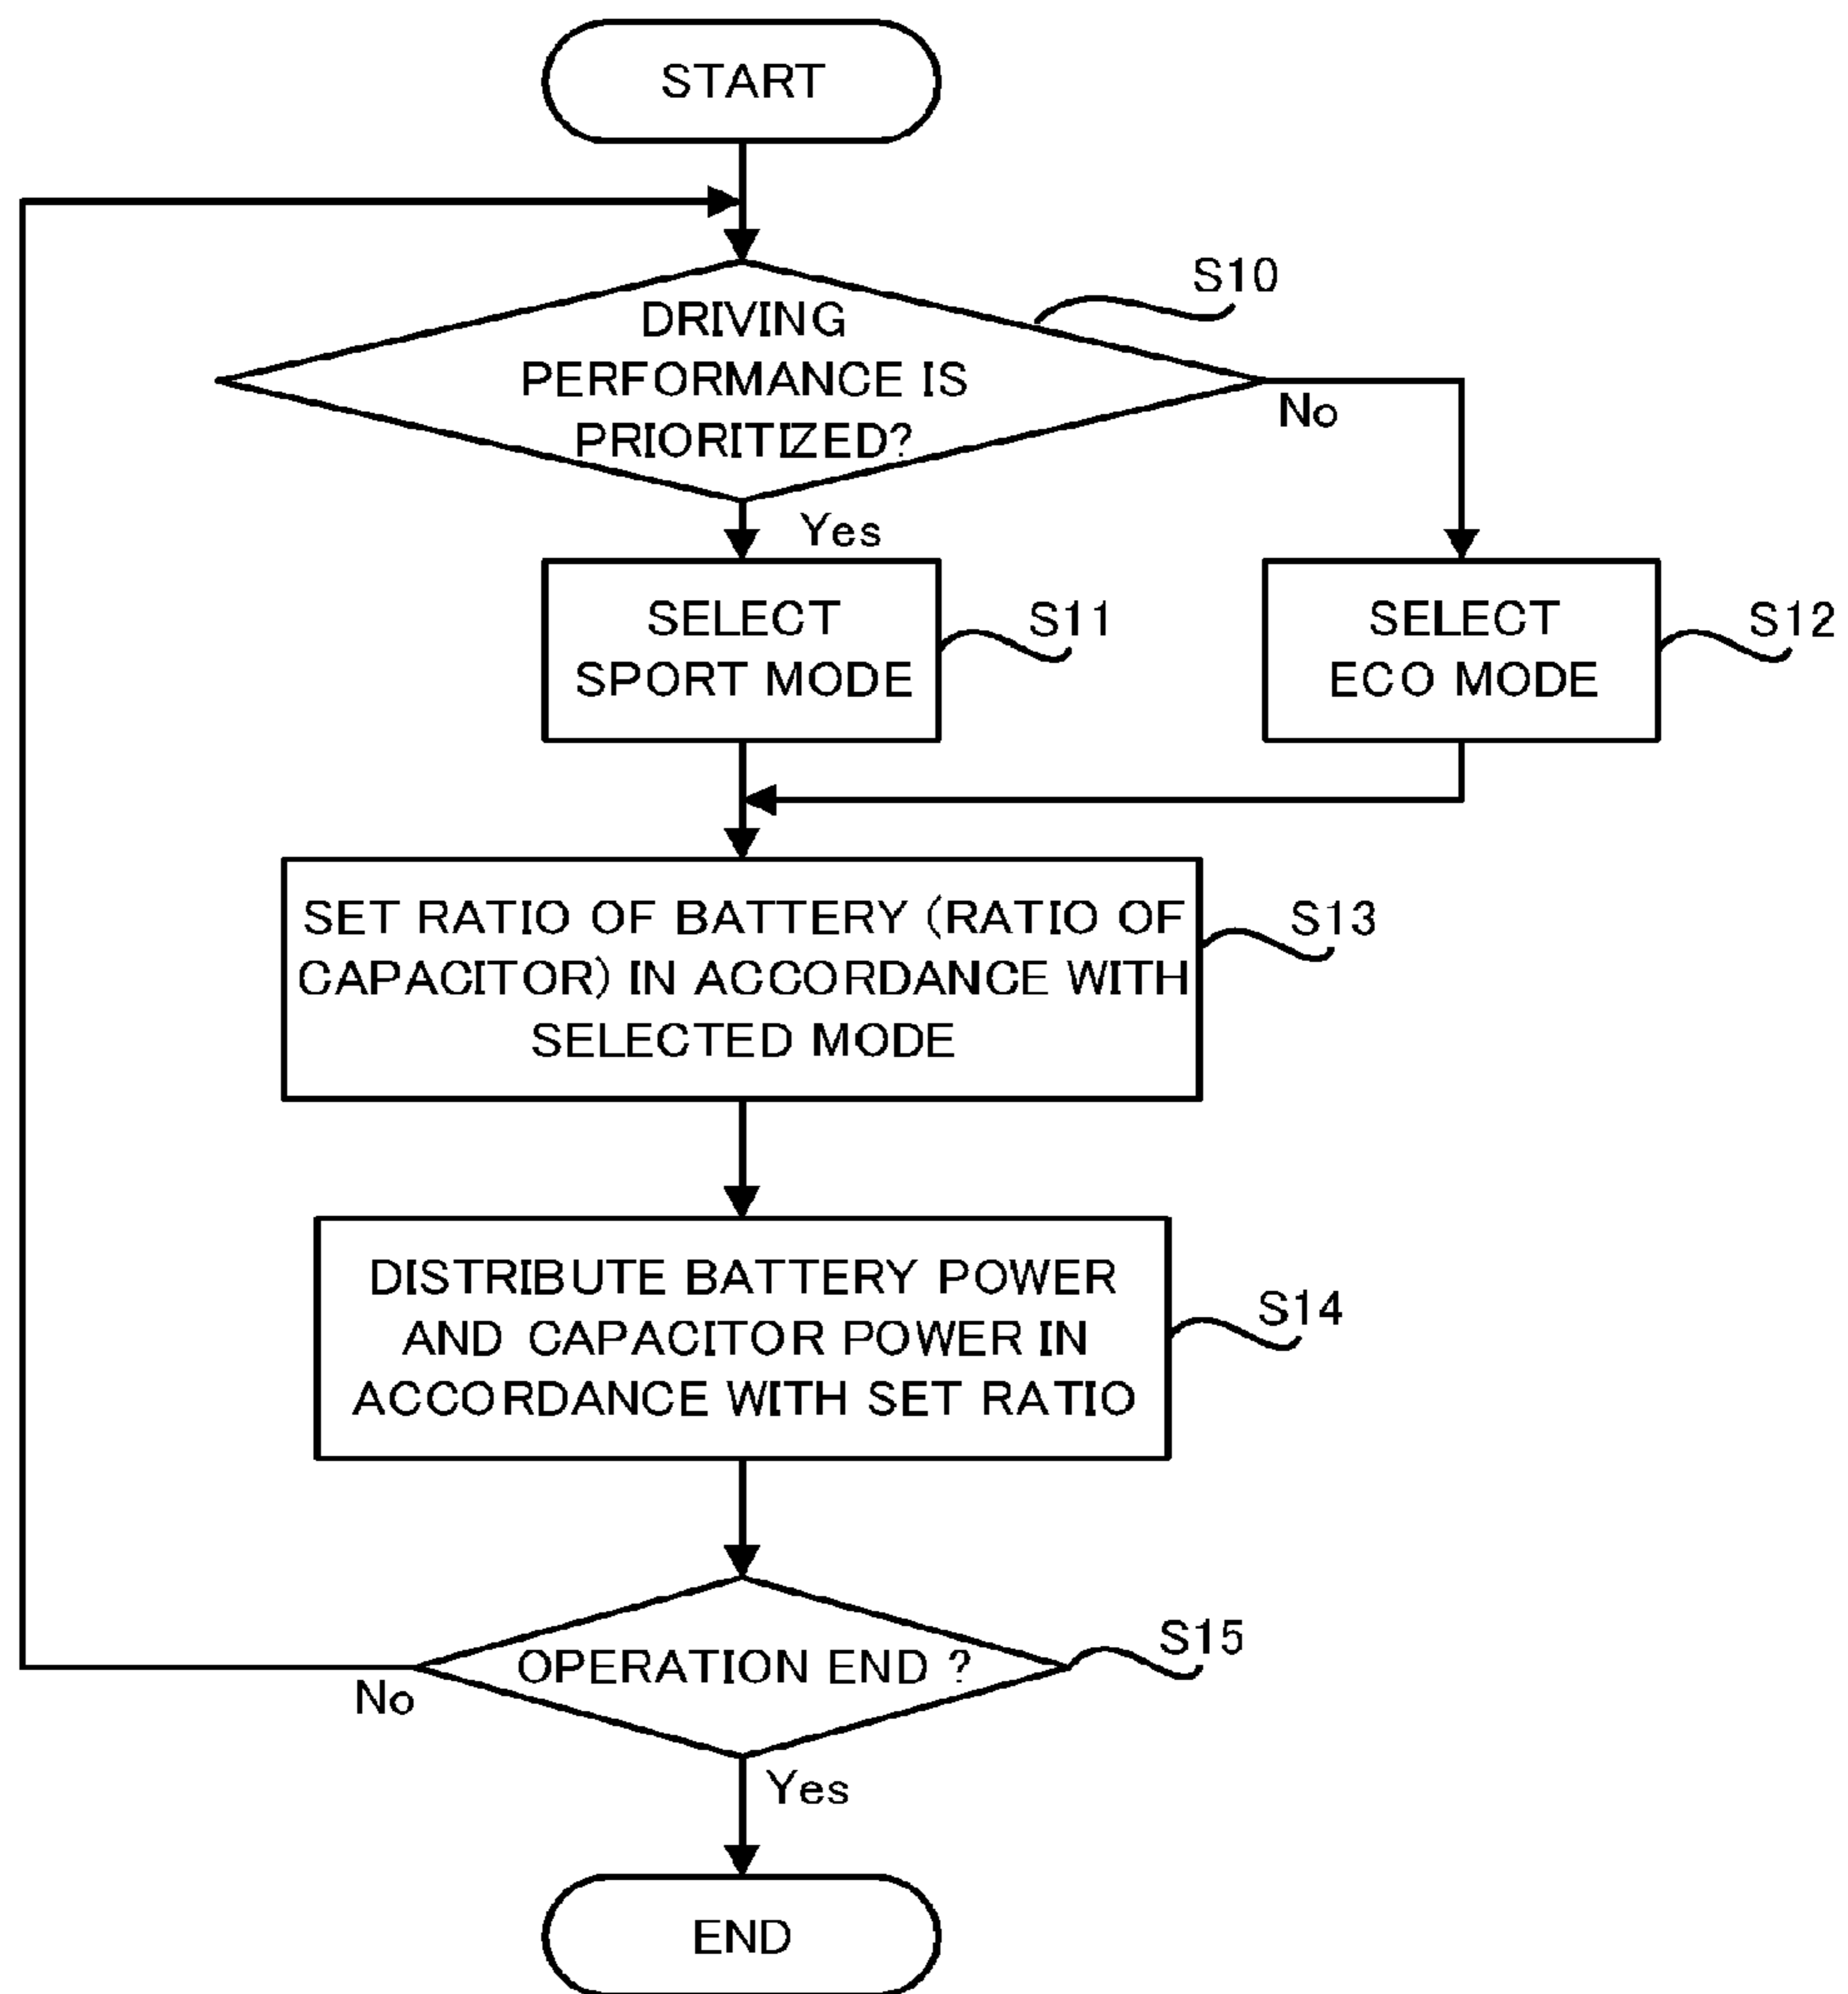 START
S10
DRIVING
PERFORMANCE IS
PRIORITIZED?
No
Yes
SELECT
SPORT MODE
S11
SELECT
ECO MODE
S12
SET RATIO OF BATTERY (RATIO OF
CAPACITOR) IN ACCORDANCE WITH
SELECTED MODE
S13
DISTRIBUTE BATTERY POWER
AND CAPACITOR POWER IN
ACCORDANCE WITH SET RATIO
S14
OPERATION END ?
S15
No
Yes
END